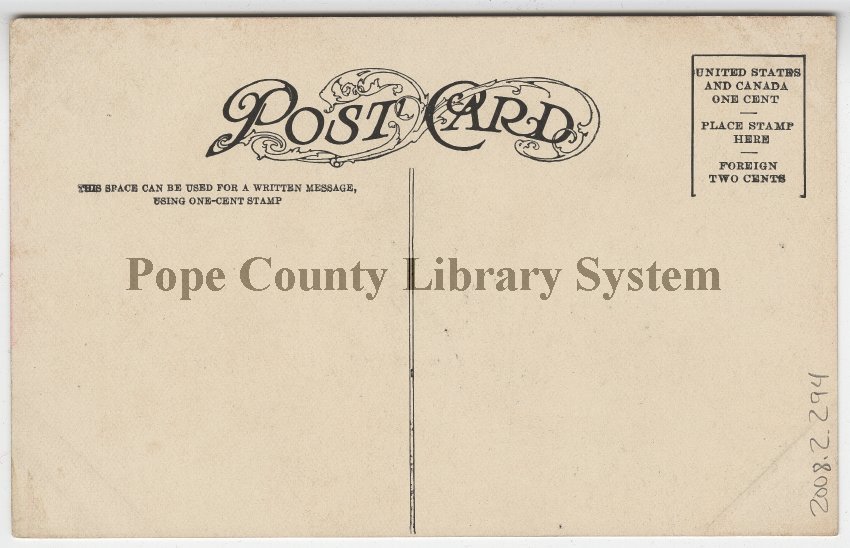 POST CARD
UNITED STATES
AND CANADA
ONE CENT
PLACE STAMP
HERE
FOREIGN
TWO CENTS
THIS SPACE CAN BE USED FOR A WRITTEN MESSAGE,
USING ONE-CENT STAMP
Pope County Library System
2008.2.294